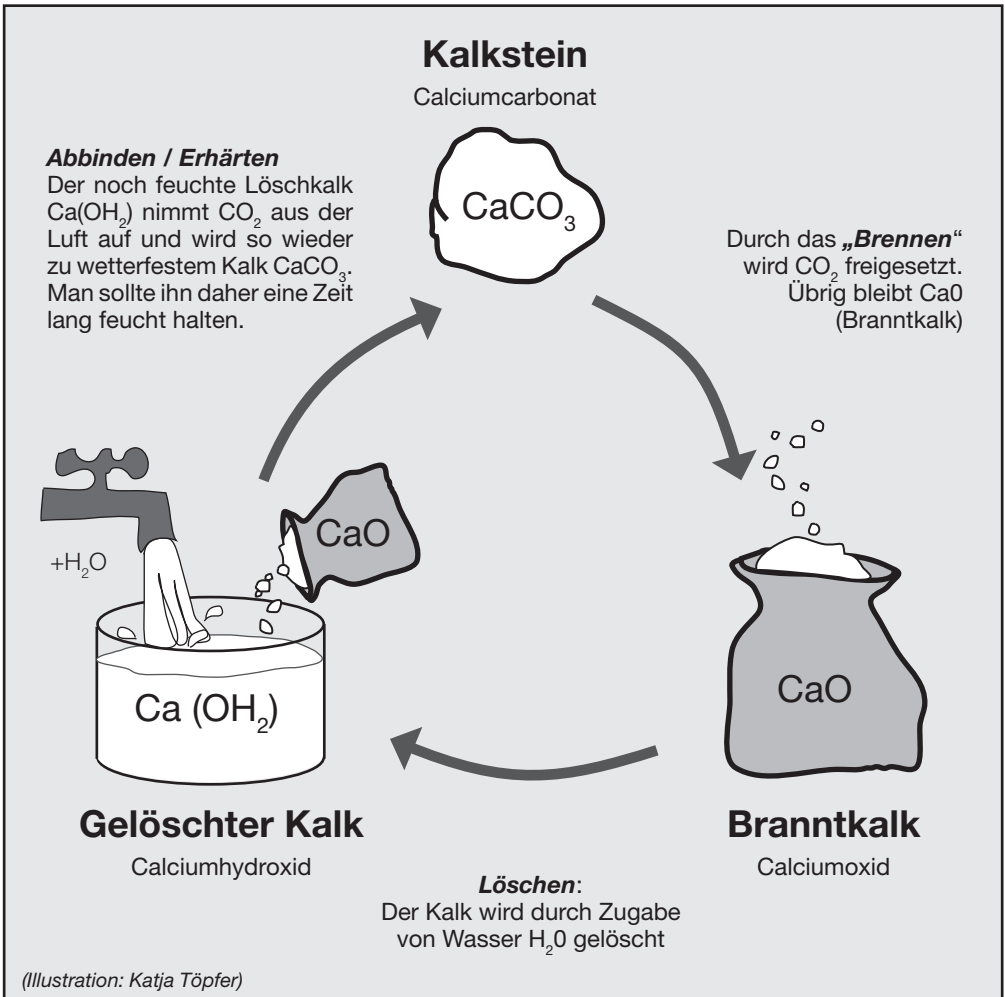 Kalkstein
Calciumcarbonat
Abbinden / Erhärten
Der noch feuchte Löschkalk
Ca(OH₂) nimmt CO₂ aus der
Luft auf und wird so wieder
zu wetterfestem Kalk CaCO₃.
Man sollte ihn daher eine Zeit
lang feucht halten.
CaCO₃
Durch das „Brennen“
wird CO₂ freigesetzt.
Übrig bleibt Ca0
(Branntkalk)
+H₂O
CaO
Ca (OH₂)
CaO
Gelöschter Kalk
Calciumhydroxid
Branntkalk
Calciumoxid
Löschen:
Der Kalk wird durch Zugabe
von Wasser H₂0 gelöscht
(Illustration: Katja Töpfer)